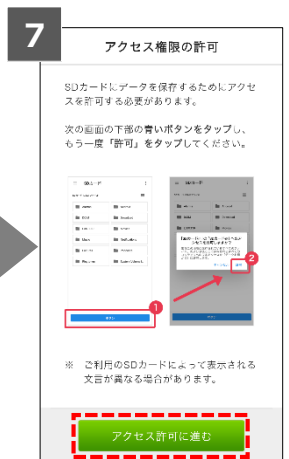 7
アクセス権限の許可
SDカードにデータを保存するためにアクセ
スを許可する必要があります。
次の画面の下部の青いボタンをタップし、
もう一度「許可」をタップしてください。
SDカード
1
2
※ ご利用のSDカードによって表示される
文言が異なる場合があります。
アクセス許可に進む